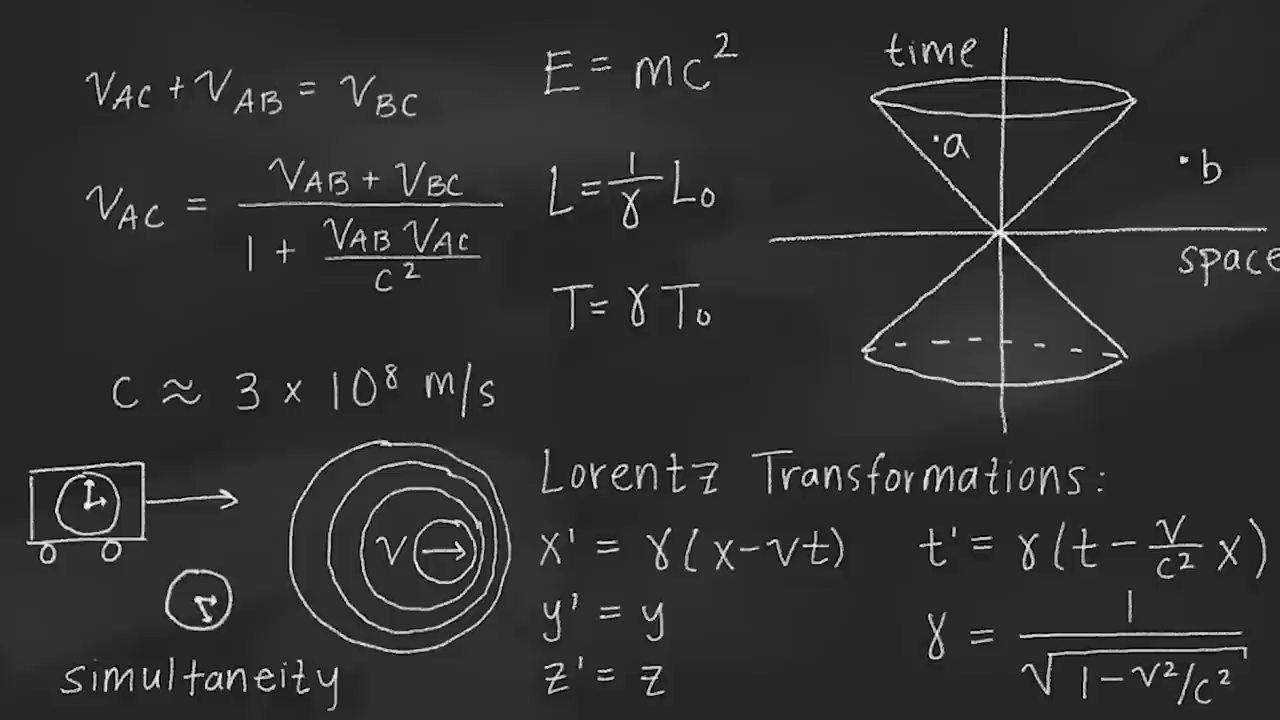 v_AC + v_AB = v_BC
v_AC = (v_AB + v_BC) / (1 + (v_AB v_AC) / c²)
c ≈ 3 × 10⁸ m/s
E = mc²
L = (1/γ) L₀
T = γ T₀
time
·a
·b
space
v
simultaneity
Lorentz Transformations:
x' = γ(x-vt)
t' = γ(t - (v/c²) x)
y' = y
z' = z
γ = 1 / √(1 - v²/c²)